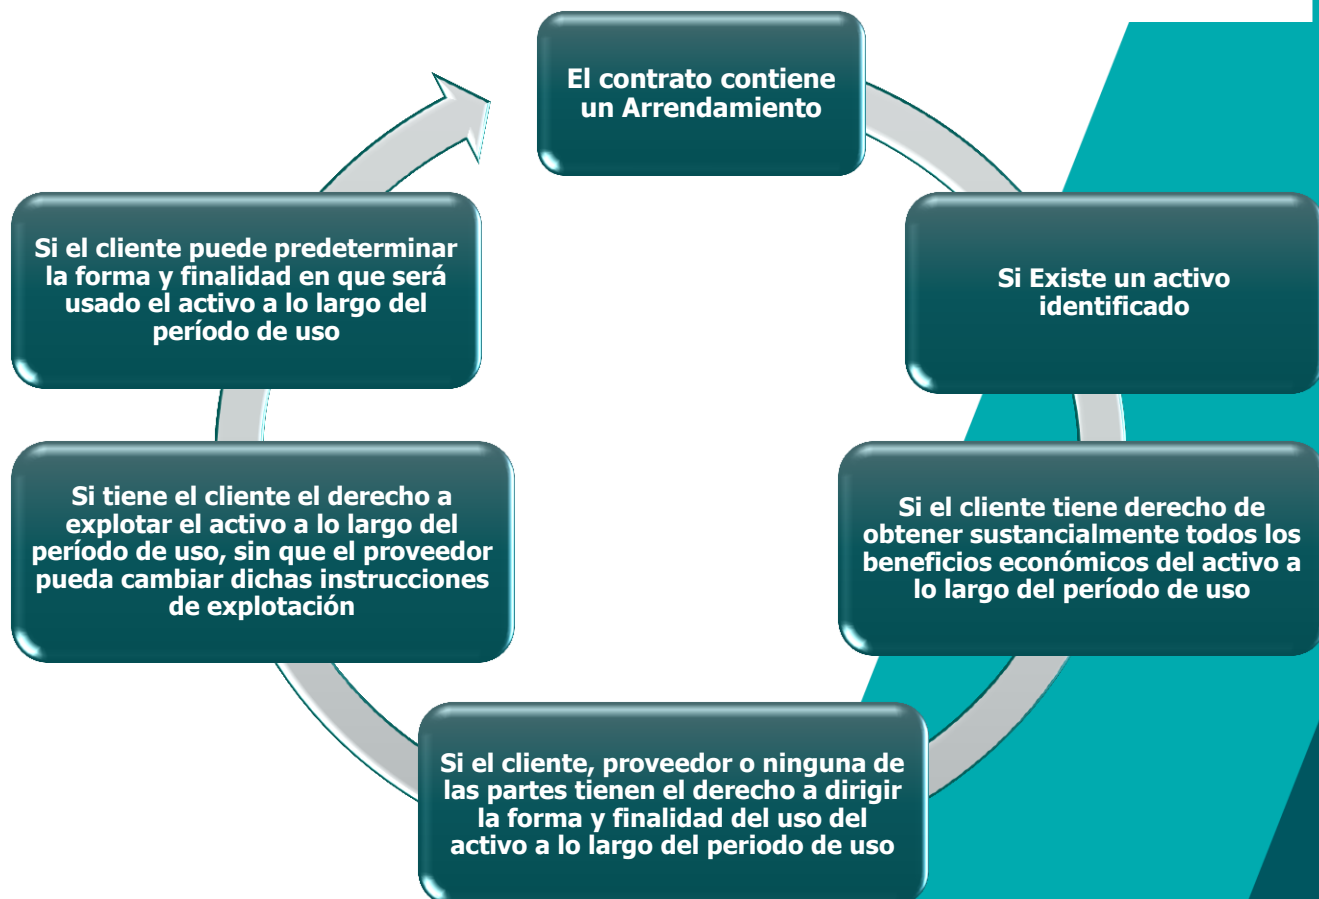 El contrato contiene
un Arrendamiento
Si Existe un activo
identificado
Si el cliente tiene derecho de
obtener sustancialmente todos los
beneficios económicos del activo a
lo largo del período de uso
Si el cliente, proveedor o ninguna de
las partes tienen el derecho a dirigir
la forma y finalidad del uso del
activo a lo largo del periodo de uso
Si tiene el cliente el derecho a
explotar el activo a lo largo del
período de uso, sin que el proveedor
pueda cambiar dichas instrucciones
de explotación
Si el cliente puede predeterminar
la forma y finalidad en que será
usado el activo a lo largo del
período de uso